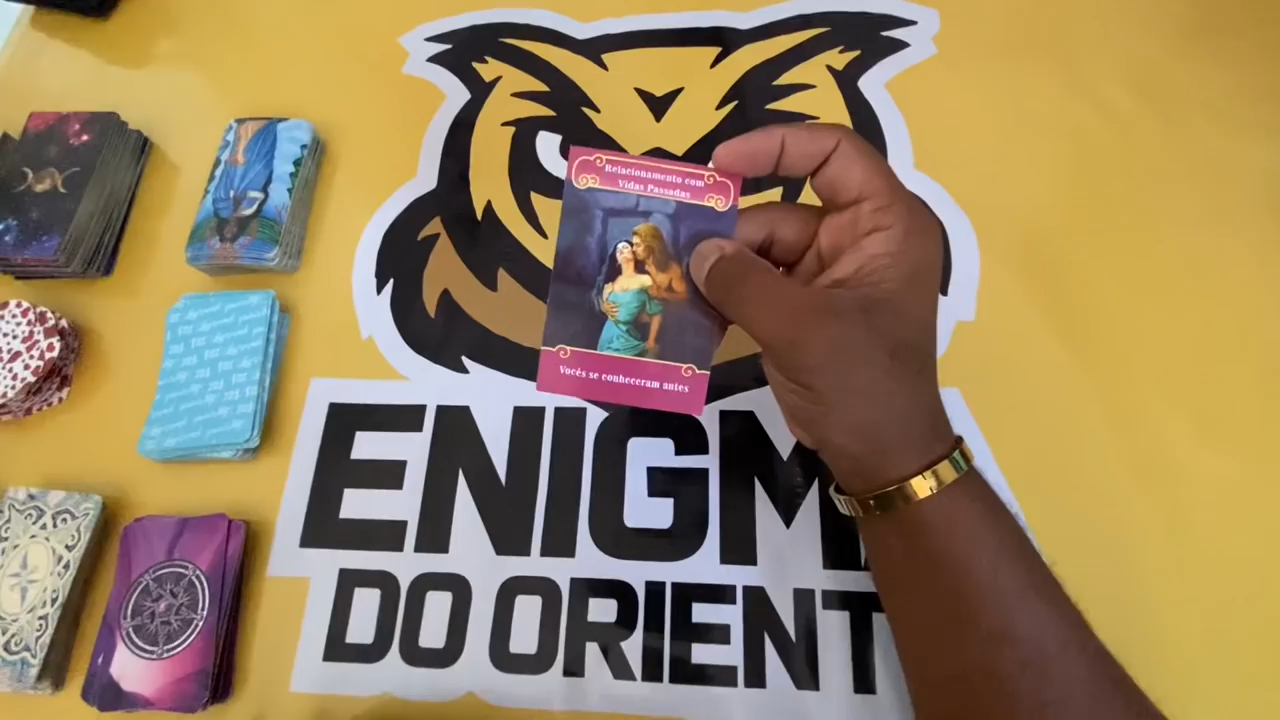 Relacionamento com
Vidas Passadas
Vocês se conheceram antes
ENIGM
DO ORIENT